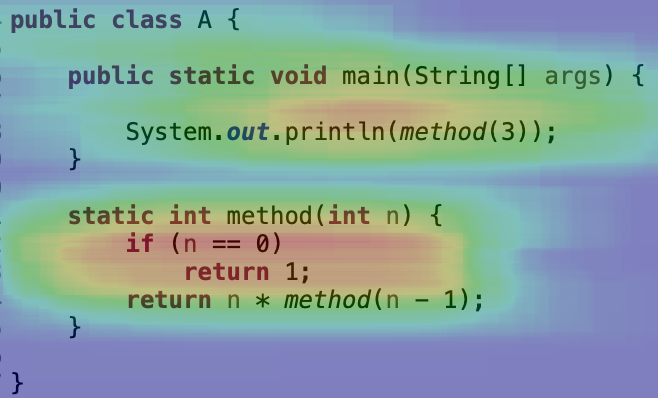 public class A {
public static void main(String[] args) {
System.out.println(method(3));
}
static int method(int n) {
if (n == 0)
return 1;
return n * method(n - 1);
}
}